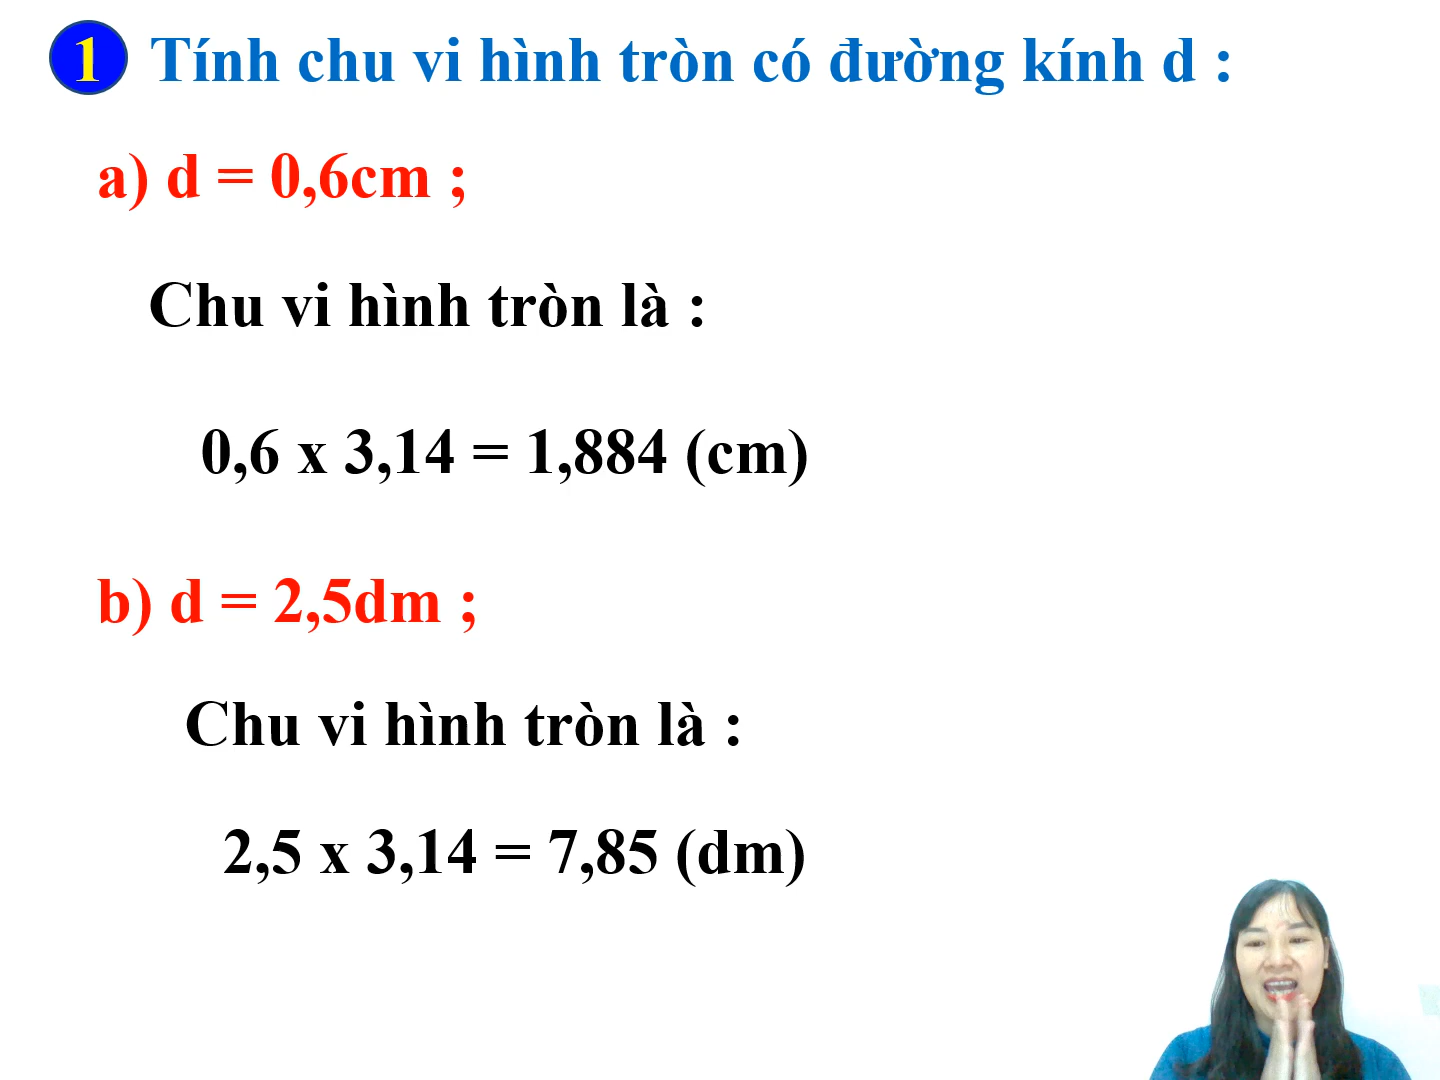 1 Tính chu vi hình tròn có đường kính d :
a) d = 0,6cm ;
Chu vi hình tròn là :
0,6 x 3,14 = 1,884 (cm)
b) d = 2,5dm ;
Chu vi hình tròn là :
2,5 x 3,14 = 7,85 (dm)